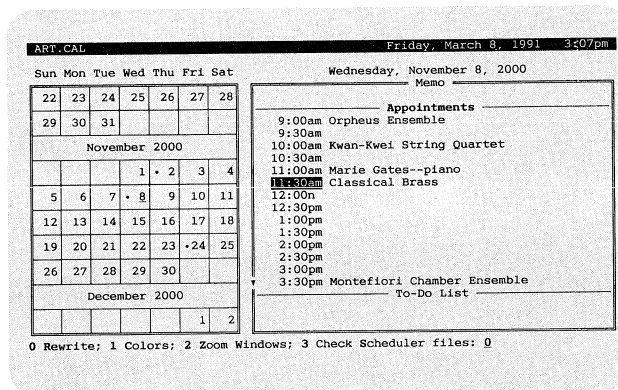 ART.CAL Friday, March 8, 1991 3:07pm
Sun Mon Tue Wed Thu Fri Sat
22 23 24 25 26 27 28
29 30 31
November 2000
1 • 2 3 4
5 6 7 • 8 9 10 11
12 13 14 15 16 17 18
19 20 21 22 23 •24 25
26 27 28 29 30
December 2000
1 2
Wednesday, November 8, 2000
Memo
Appointments
9:00am Orpheus Ensemble
9:30am
10:00am Kwan-Kwei String Quartet
10:30am
11:00am Marie Gates--piano
11:30am Classical Brass
12:00n
12:30pm
1:00pm
1:30pm
2:00pm
2:30pm
3:00pm
3:30pm Montefiori Chamber Ensemble
To-Do List
0 Rewrite; 1 Colors; 2 Zoom Windows; 3 Check Scheduler files: 0